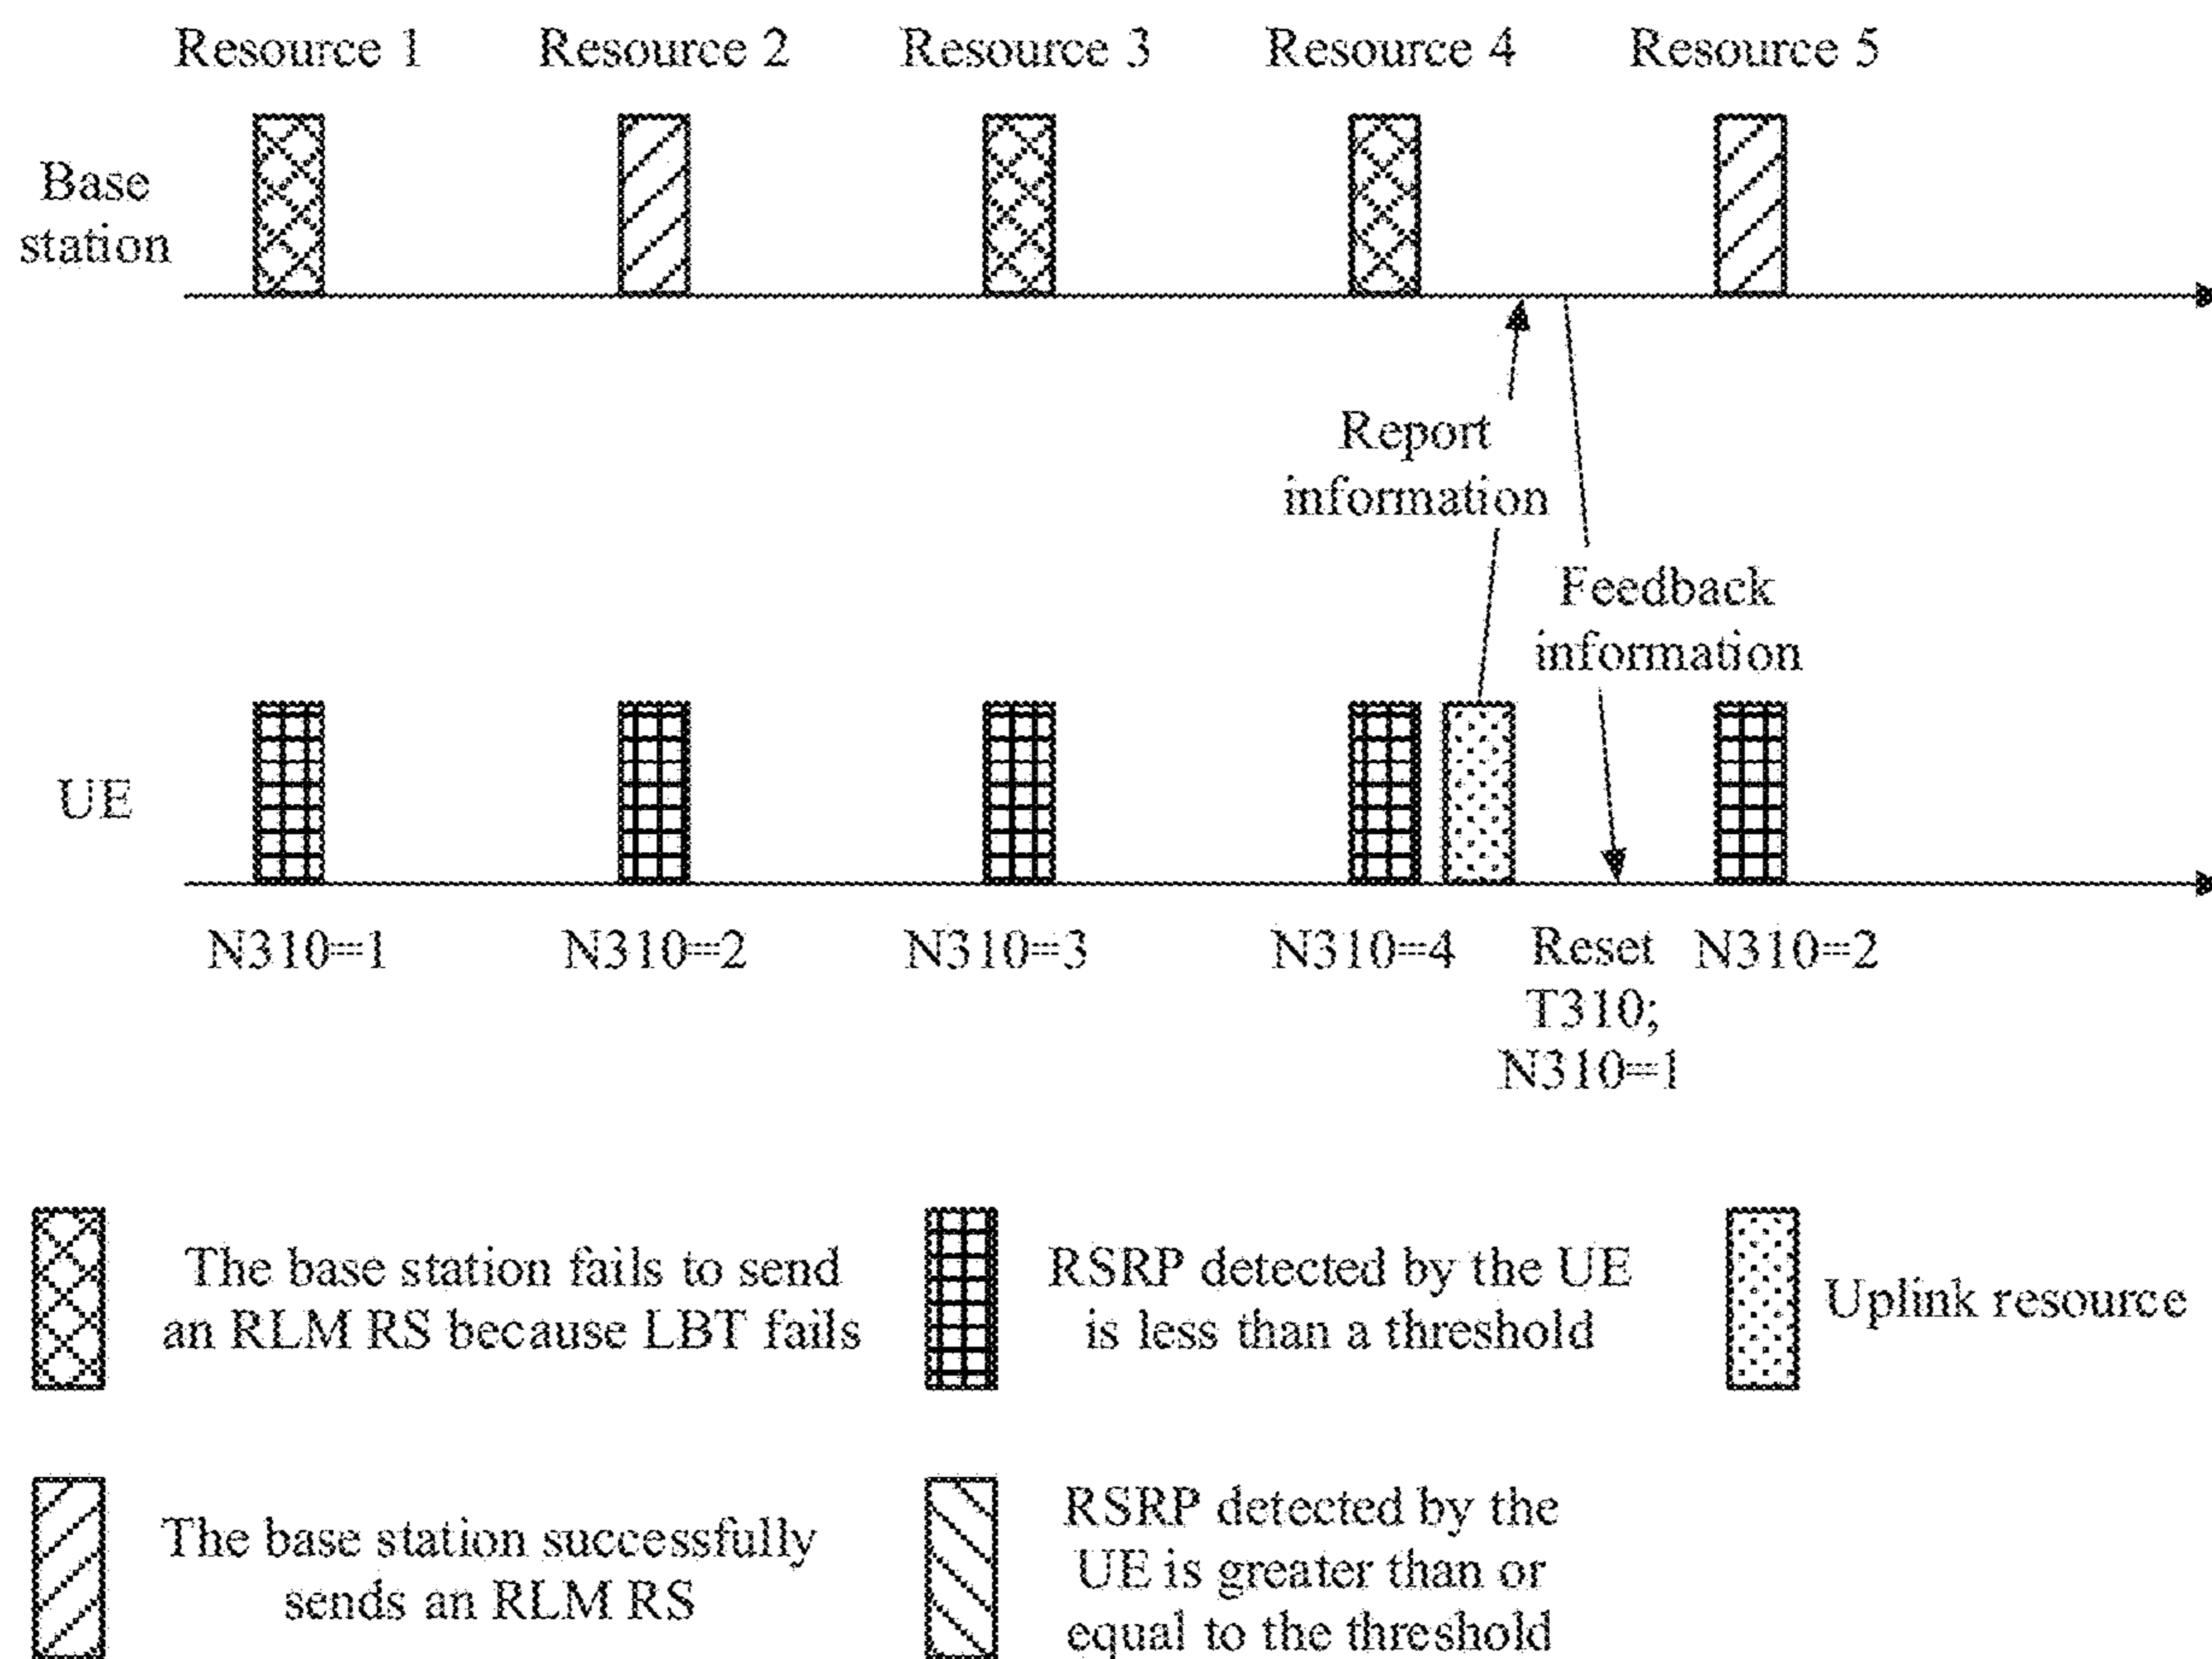 Resource 1 Resource 2 Resource 3 Resource 4 Resource 5
Base
station
Report
information
Feedback
information
UE
N310=1 N310=2 N310=3 N310=4 Reset N310=2
T310;
N310=1
The base station fails to send
an RLM RS because LBT fails
RSRP detected by the UE
is less than a threshold
Uplink resource
The base station successfully
sends an RLM RS
RSRP detected by the
UE is greater than or
equal to the threshold